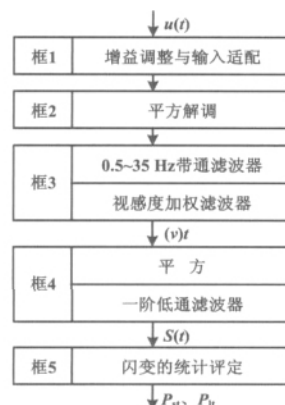 u(t)
框1 增益调整与输入适配
框2 平方解调
框3 0.5~35 Hz带通滤波器
视感度加权滤波器
(v)t
框4 平 方
一阶低通滤波器
S(t)
框5 闪变的统计评定
Pst、Plt